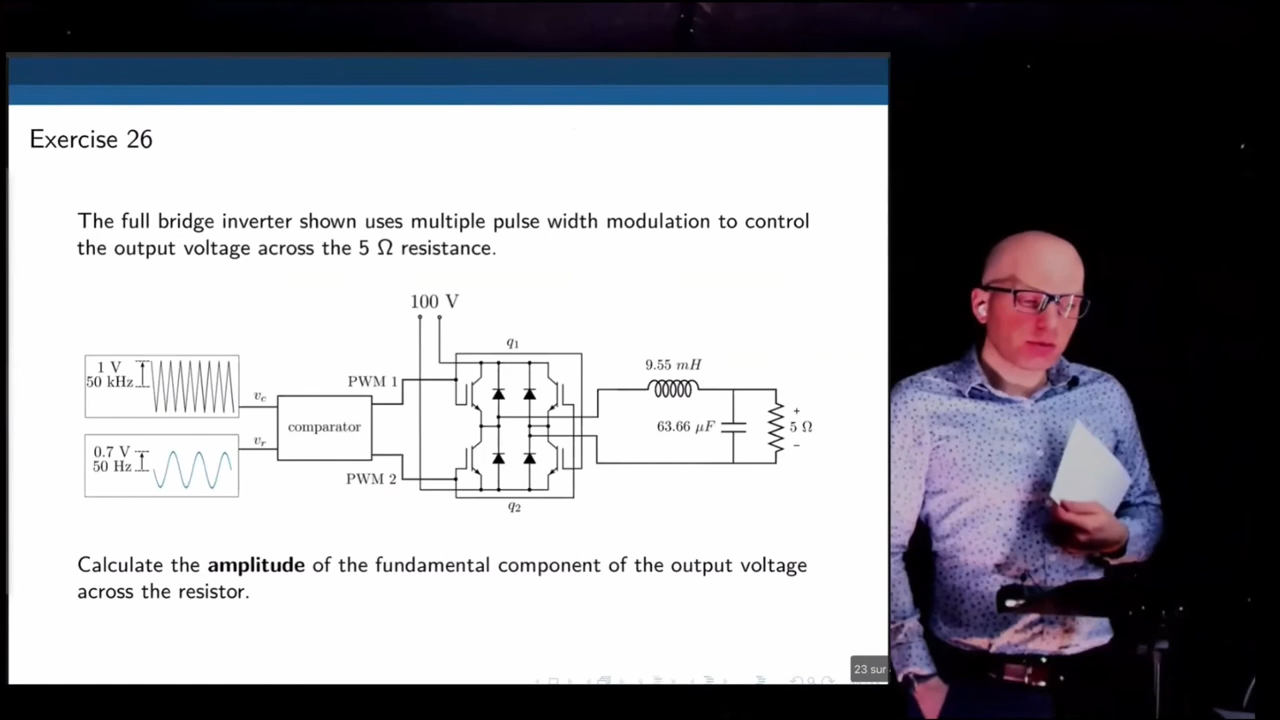 Exercise 26
The full bridge inverter shown uses multiple pulse width modulation to control
the output voltage across the 5 Ω resistance.
100 V
q1
1 V
50 kHz
PWM 1
9.55 mH
vc
comparator
63.66 μF
+
5 Ω
−
vr
0.7 V
50 Hz
PWM 2
q2
Calculate the amplitude of the fundamental component of the output voltage
across the resistor.
23 sur